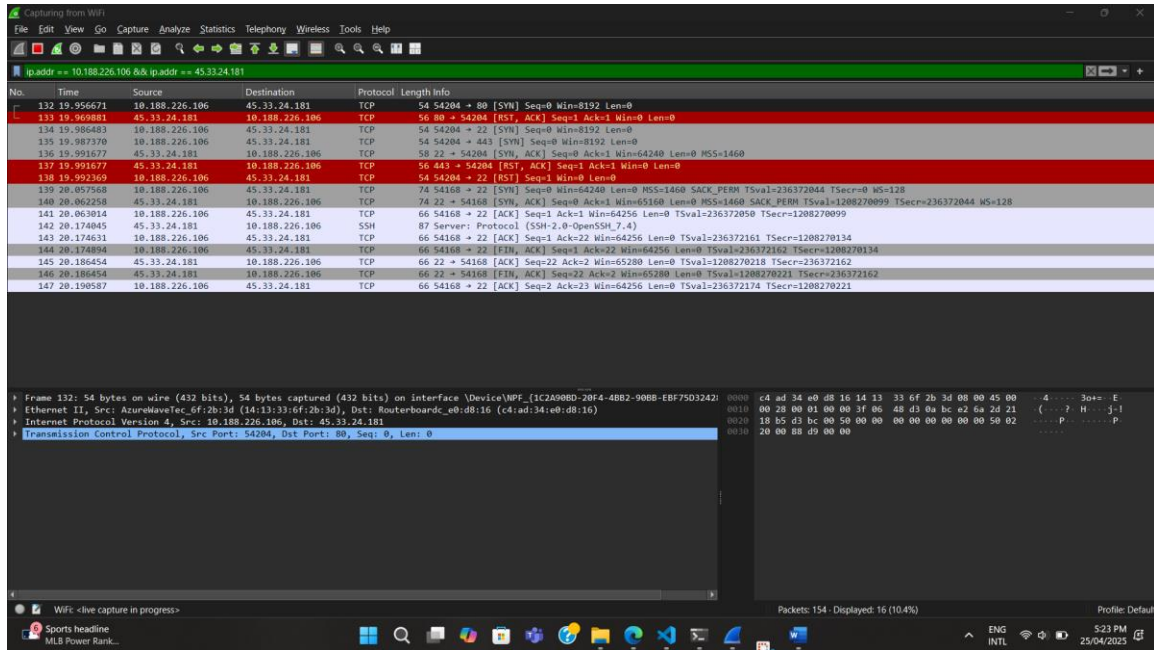 Capturing from WiFi
File Edit View Go Capture Analyze Statistics Telephony Wireless Tools Help
ip.addr == 10.188.226.106 && ip.addr == 45.33.24.181
No. Time Source Destination Protocol Length Info
132 19.956671 10.188.226.106 45.33.24.181 TCP 54 54204 → 80 [SYN] Seq=0 Win=8192 Len=0
133 19.969881 45.33.24.181 10.188.226.106 TCP 56 80 → 54204 [RST, ACK] Seq=1 Ack=1 Win=0 Len=0
134 19.986483 10.188.226.106 45.33.24.181 TCP 54 54204 → 22 [SYN] Seq=0 Win=8192 Len=0
135 19.987370 10.188.226.106 45.33.24.181 TCP 54 54204 → 443 [SYN] Seq=0 Win=8192 Len=0
136 19.991677 45.33.24.181 10.188.226.106 TCP 58 22 → 54204 [SYN, ACK] Seq=0 Ack=1 Win=64240 Len=0 MSS=1460
137 19.991677 45.33.24.181 10.188.226.106 TCP 56 443 → 54204 [RST, ACK] Seq=1 Ack=1 Win=0 Len=0
138 19.992369 10.188.226.106 45.33.24.181 TCP 54 54204 → 22 [RST] Seq=1 Win=0 Len=0
139 20.057568 10.188.226.106 45.33.24.181 TCP 74 54168 → 22 [SYN] Seq=0 Win=64240 Len=0 MSS=1460 SACK_PERM TSval=236372044 TSecr=0 WS=128
140 20.062258 45.33.24.181 10.188.226.106 TCP 74 22 → 54168 [SYN, ACK] Seq=0 Ack=1 Win=65160 Len=0 MSS=1460 SACK_PERM TSval=1208270099 TSecr=236372044 WS=128
141 20.063014 10.188.226.106 45.33.24.181 TCP 66 54168 → 22 [ACK] Seq=1 Ack=1 Win=64256 Len=0 TSval=236372050 TSecr=1208270099
142 20.174045 45.33.24.181 10.188.226.106 SSH 87 Server: Protocol (SSH-2.0-OpenSSH_7.4)
143 20.174631 10.188.226.106 45.33.24.181 TCP 66 54168 → 22 [ACK] Seq=1 Ack=22 Win=64256 Len=0 TSval=236372161 TSecr=1208270134
144 20.174894 10.188.226.106 45.33.24.181 TCP 66 54168 → 22 [FIN, ACK] Seq=1 Ack=22 Win=64256 Len=0 TSval=236372162 TSecr=1208270134
145 20.186454 45.33.24.181 10.188.226.106 TCP 66 22 → 54168 [ACK] Seq=22 Ack=2 Win=65280 Len=0 TSval=1208270218 TSecr=236372162
146 20.186454 45.33.24.181 10.188.226.106 TCP 66 22 → 54168 [FIN, ACK] Seq=22 Ack=2 Win=65280 Len=0 TSval=1208270221 TSecr=236372162
147 20.190587 10.188.226.106 45.33.24.181 TCP 66 54168 → 22 [ACK] Seq=2 Ack=23 Win=64256 Len=0 TSval=236372174 TSecr=1208270221
Frame 132: 54 bytes on wire (432 bits), 54 bytes captured (432 bits) on interface \Device\NPF_{1C2A90BD-20F4-4BB2-90BB-EBF75D3242
Ethernet II, Src: AzureWaveTec_6f:2b:3d (14:13:33:6f:2b:3d), Dst: Routerboardc_e0:d8:16 (c4:ad:34:e0:d8:16)
Internet Protocol Version 4, Src: 10.188.226.106, Dst: 45.33.24.181
Transmission Control Protocol, Src Port: 54204, Dst Port: 80, Seq: 0, Len: 0
0000 c4 ad 34 e0 d8 16 14 13 33 6f 2b 3d 08 00 45 00 ··4····· 3o+=··E·
0010 00 28 00 01 00 00 3f 06 48 d3 0a bc e2 6a 2d 21 ·(····?· H····j-!
0020 18 b5 d3 bc 00 50 00 00 00 00 00 00 00 00 50 02 ·····P·· ······P·
0030 20 00 88 d9 00 00 ·····
WiFi: <live capture in progress>
Packets: 154 · Displayed: 16 (10.4%)
Profile: Defaul
6
Sports headline
MLB Power Rank...
ENG
INTL
5:23 PM
25/04/2025